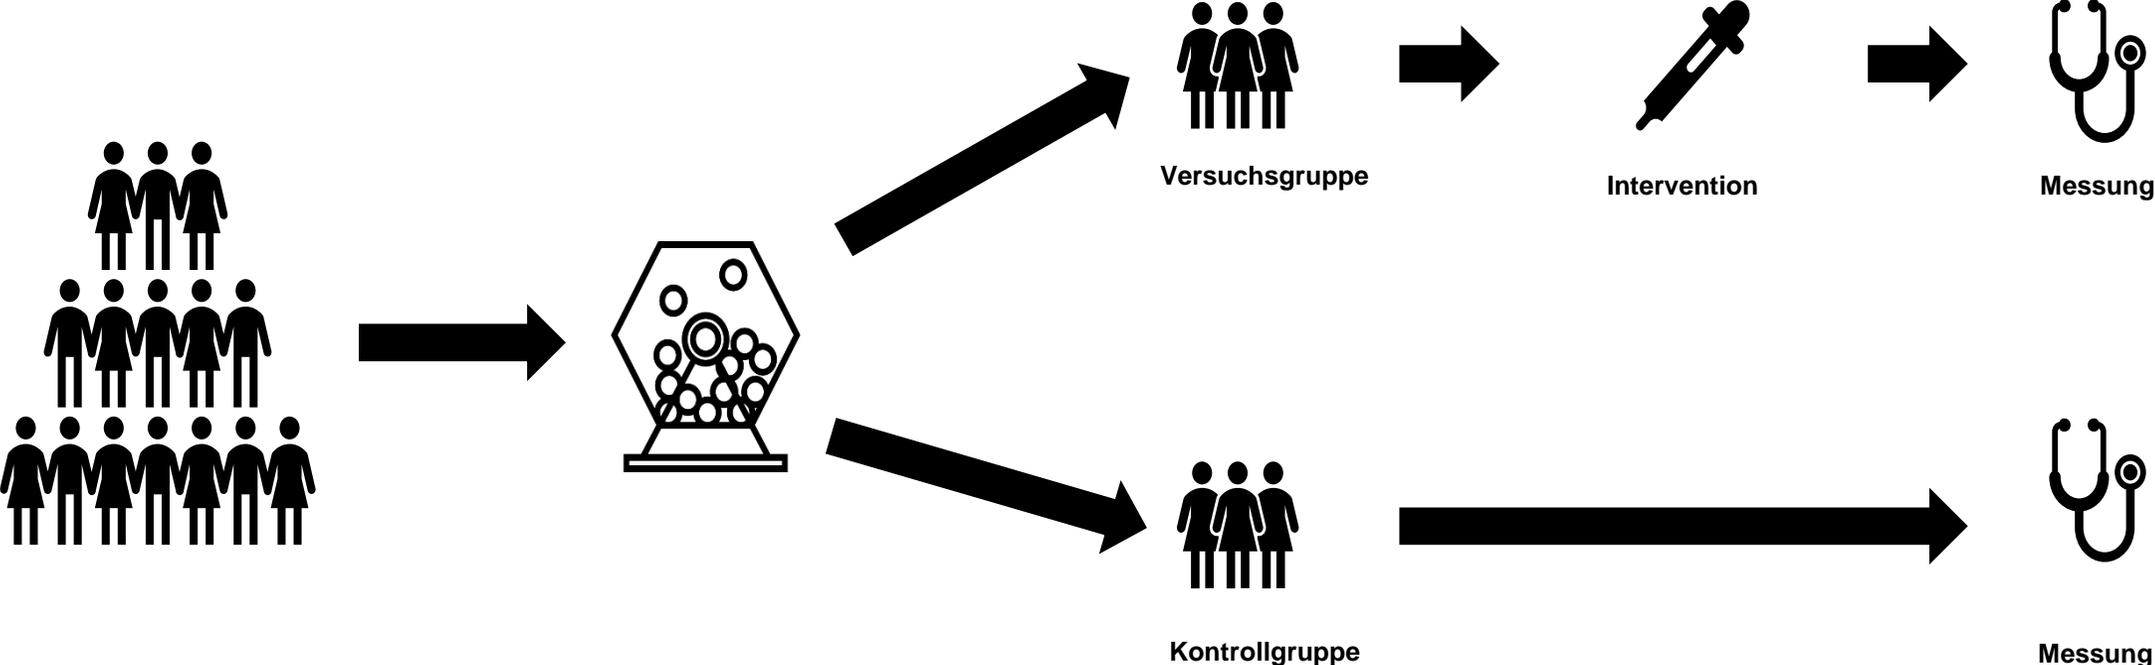 Versuchsgruppe
Intervention
Messung
Kontrollgruppe
Messung